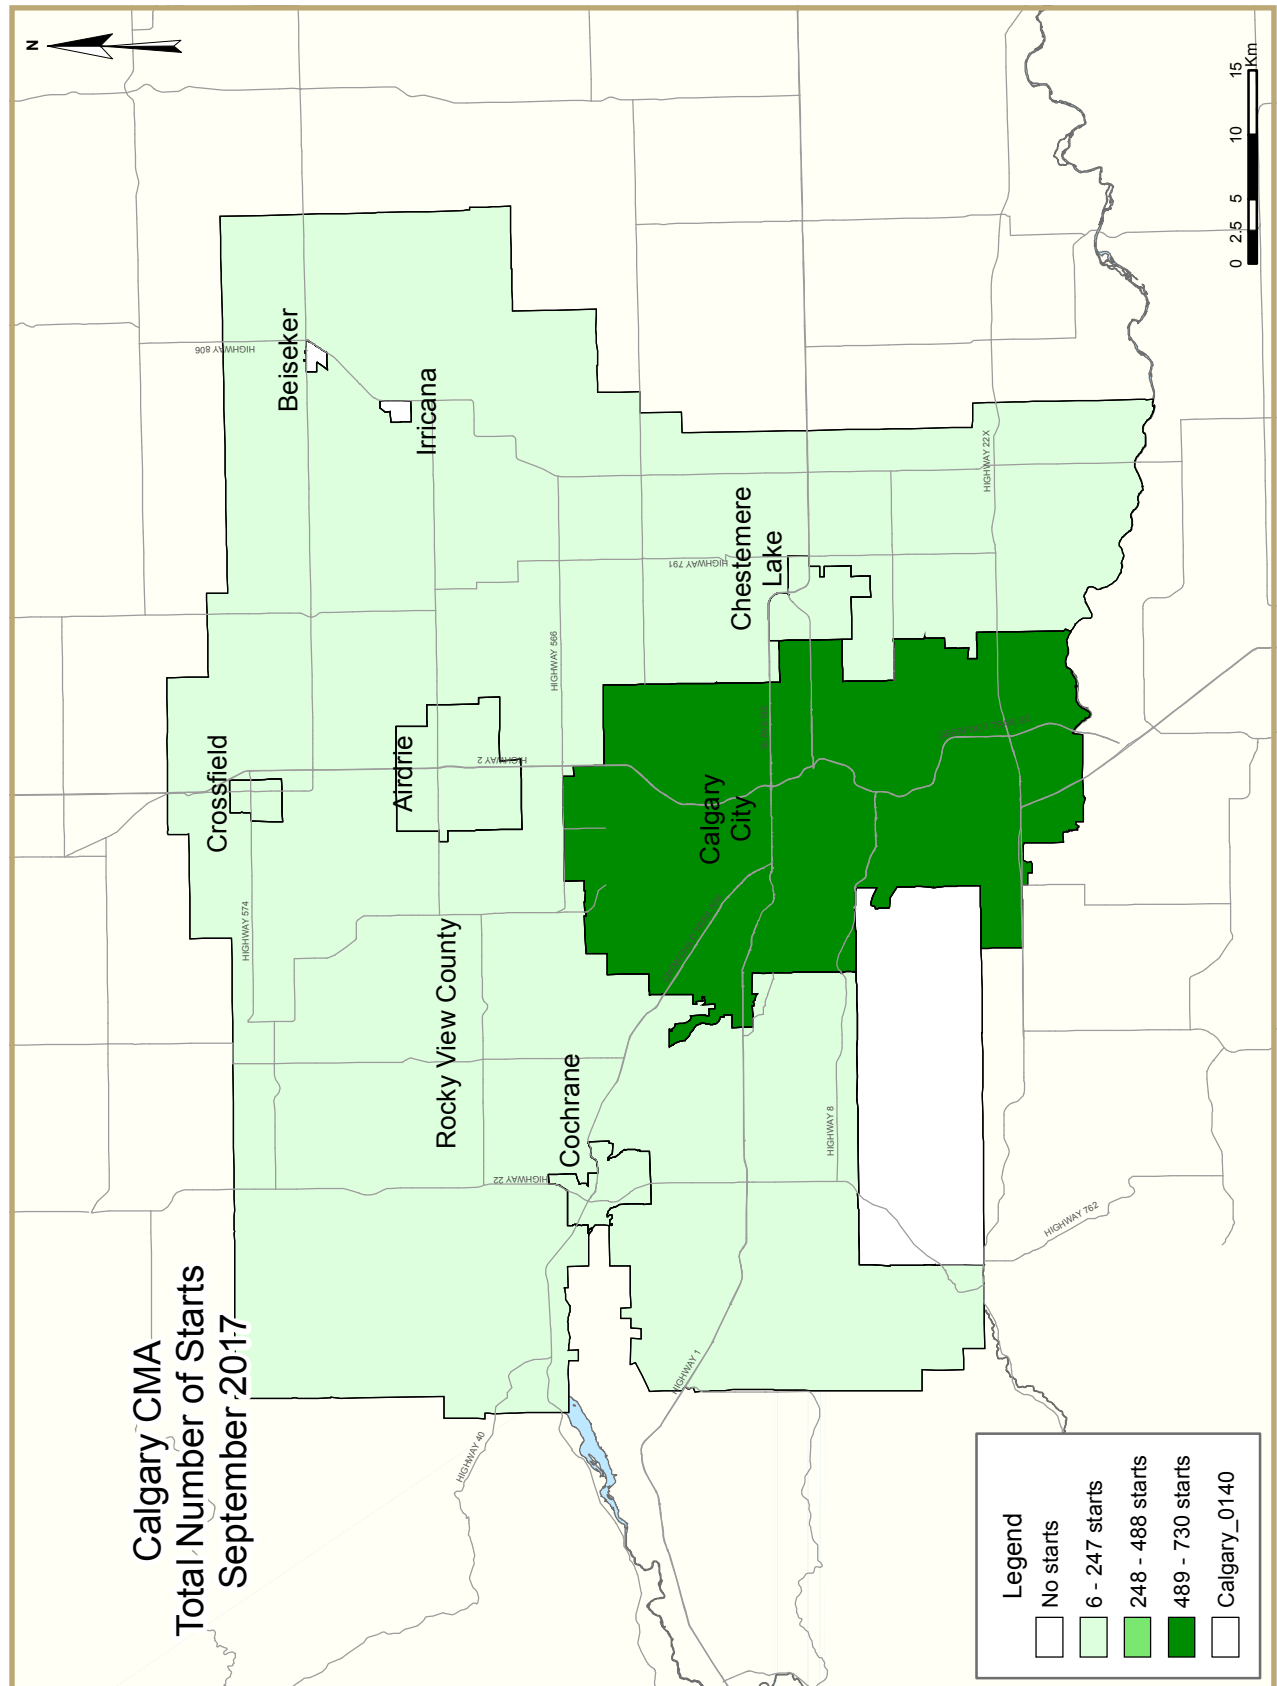 Calgary CMA
Total Number of Starts
September 2017
N
Crossfield
Beiseker
Irricana
Airdrie
Rocky View County
Cochrane
Calgary
City
Chestemere
Lake
HIGHWAY 574
HIGHWAY 806
HIGHWAY 2
HIGHWAY 566
HIGHWAY 791
HIGHWAY 22
HIGHWAY 40
HIGHWAY 1
HIGHWAY 8
HIGHWAY 22X
HIGHWAY 762
Legend
No starts
6 - 247 starts
248 - 488 starts
489 - 730 starts
Calgary_0140
0 2.5 5 10 15
Km